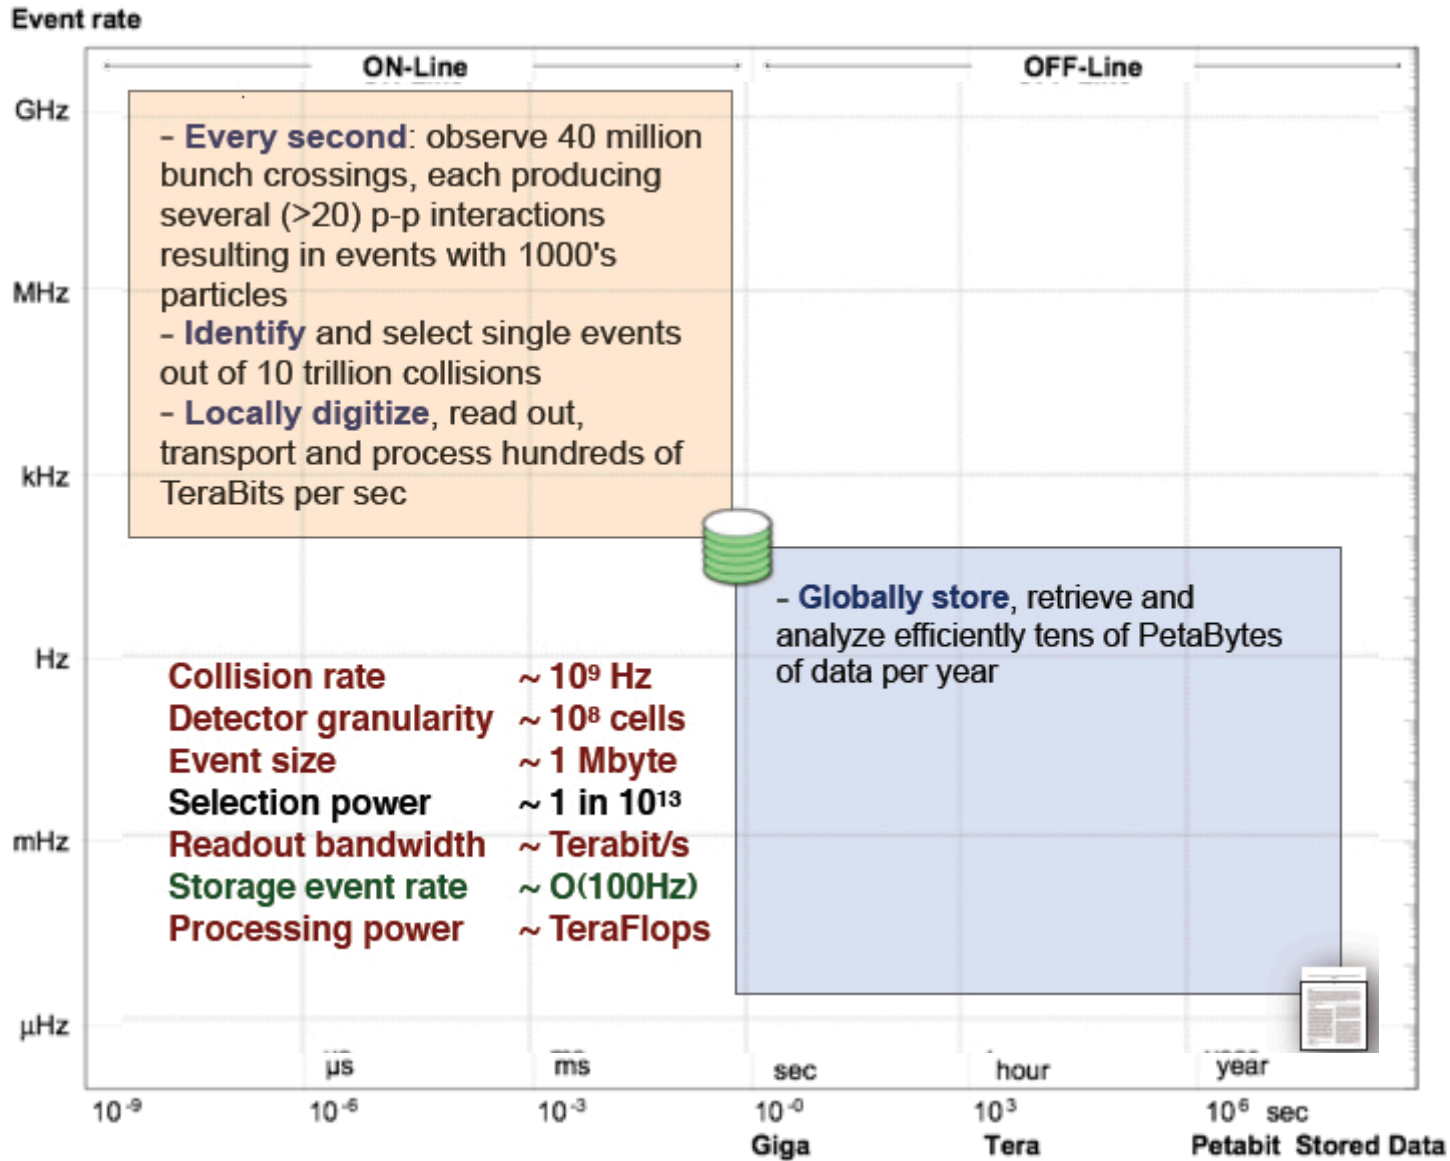 Event rate
ON-Line
OFF-Line
GHz
MHz
kHz
Hz
mHz
µHz
– Every second: observe 40 million
bunch crossings, each producing
several (>20) p-p interactions
resulting in events with 1000's
particles
– Identify and select single events
out of 10 trillion collisions
– Locally digitize, read out,
transport and process hundreds of
TeraBits per sec
- Globally store, retrieve and
analyze efficiently tens of PetaBytes
of data per year
Collision rate ~ 10⁹ Hz
Detector granularity ~ 10⁸ cells
Event size ~ 1 Mbyte
Selection power ~ 1 in 10¹³
Readout bandwidth ~ Terabit/s
Storage event rate ~ O(100Hz)
Processing power ~ TeraFlops
µs ms sec hour year
10⁻⁹ 10⁻⁶ 10⁻³ 10⁻⁰ 10³ 10⁶ sec
Giga Tera Petabit Stored Data